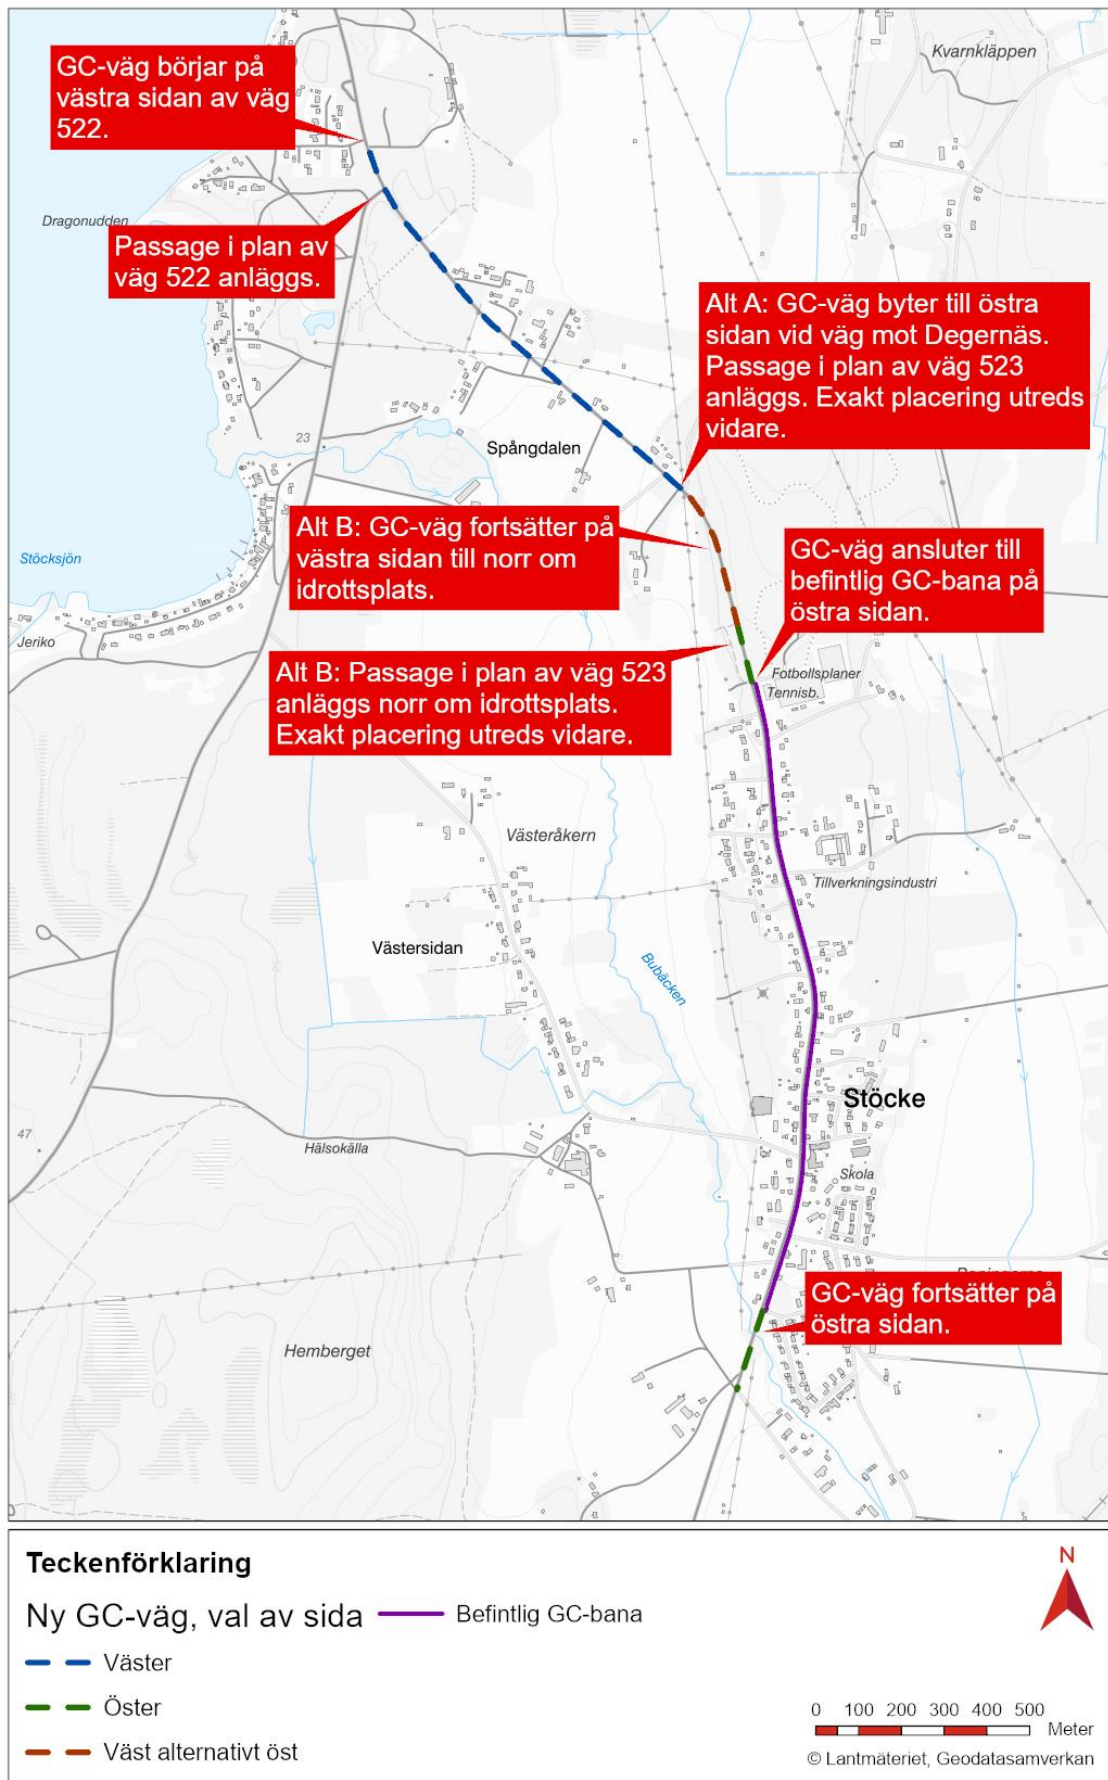 GC-väg börjar på
västra sidan av väg
522.
Kvarnkläppen
Dragonudden
Passage i plan av
väg 522 anläggs.
Alt A: GC-väg byter till östra
sidan vid väg mot Degernäs.
Passage i plan av väg 523
anläggs. Exakt placering utreds
vidare.
23
Spångdalen
Alt B: GC-väg fortsätter på
västra sidan till norr om
idrottsplats.
GC-väg ansluter till
befintlig GC-bana på
östra sidan.
Stöcksjön
Jeriko
Alt B: Passage i plan av väg 523
anläggs norr om idrottsplats.
Exakt placering utreds vidare.
Fotbollsplaner
Tennisb.
Västeråkern
Tillverkningsindustri
Västersidan
Bubäcken
Stöcke
47
Hälsokälla
Skola
GC-väg fortsätter på
östra sidan.
Hemberget
Teckenförklaring
Ny GC-väg, val av sida
Befintlig GC-bana
Väster
Öster
Väst alternativt öst
N
0 100 200 300 400 500
Meter
© Lantmäteriet, Geodatasamverkan